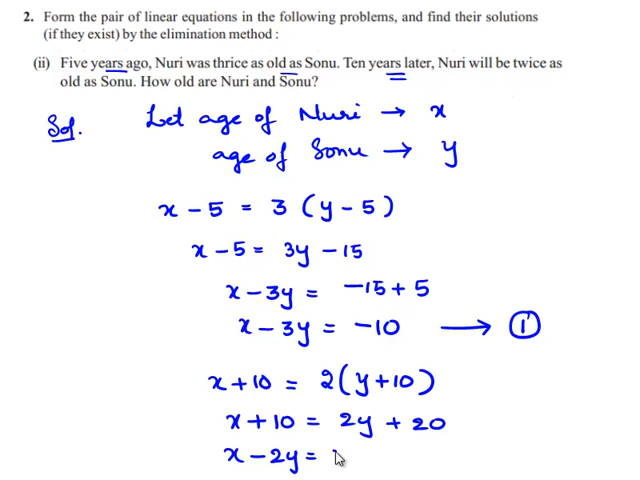 2. Form the pair of linear equations in the following problems, and find their solutions
(if they exist) by the elimination method :
(ii) Five years ago, Nuri was thrice as old as Sonu. Ten years later, Nuri will be twice as
old as Sonu. How old are Nuri and Sonu?
Sol. Let age of Nuri → x
age of Sonu → y
x - 5 = 3 (y - 5)
x - 5 = 3y - 15
x - 3y = -15 + 5
x - 3y = -10 → ①
x + 10 = 2(y + 10)
x + 10 = 2y + 20
x - 2y =